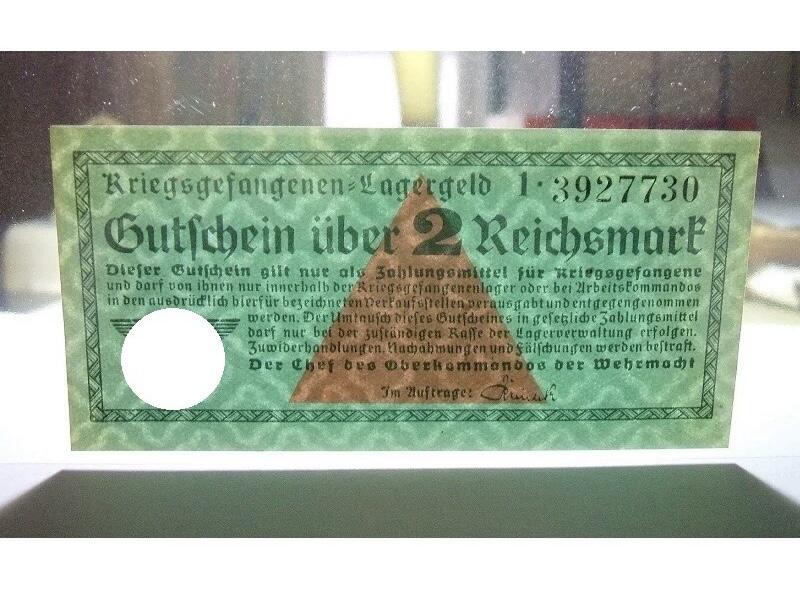 Kriegsgefangenen-Lagergeld 1·3927730
Gutschein über 2 Reichsmark
Dieser Gutschein gilt nur als Zahlungsmittel für Kriegsgefangene
und darf von ihnen nur innerhalb der Kriegsgefangenenlager oder bei Arbeitskommandos
in den ausdrücklich hierfür bezeichneten Verkaufsstellen verausgabt und entgegengenommen
werden. Der Umtausch dieses Gutscheines in gesetzliche Zahlungsmittel
darf nur bei der zuständigen Kasse der Lagerverwaltung erfolgen.
Zuwiderhandlungen, Nachahmungen und Fälschungen werden bestraft.
Der Chef des Oberkommandos der Wehrmacht
Im Auftrage: